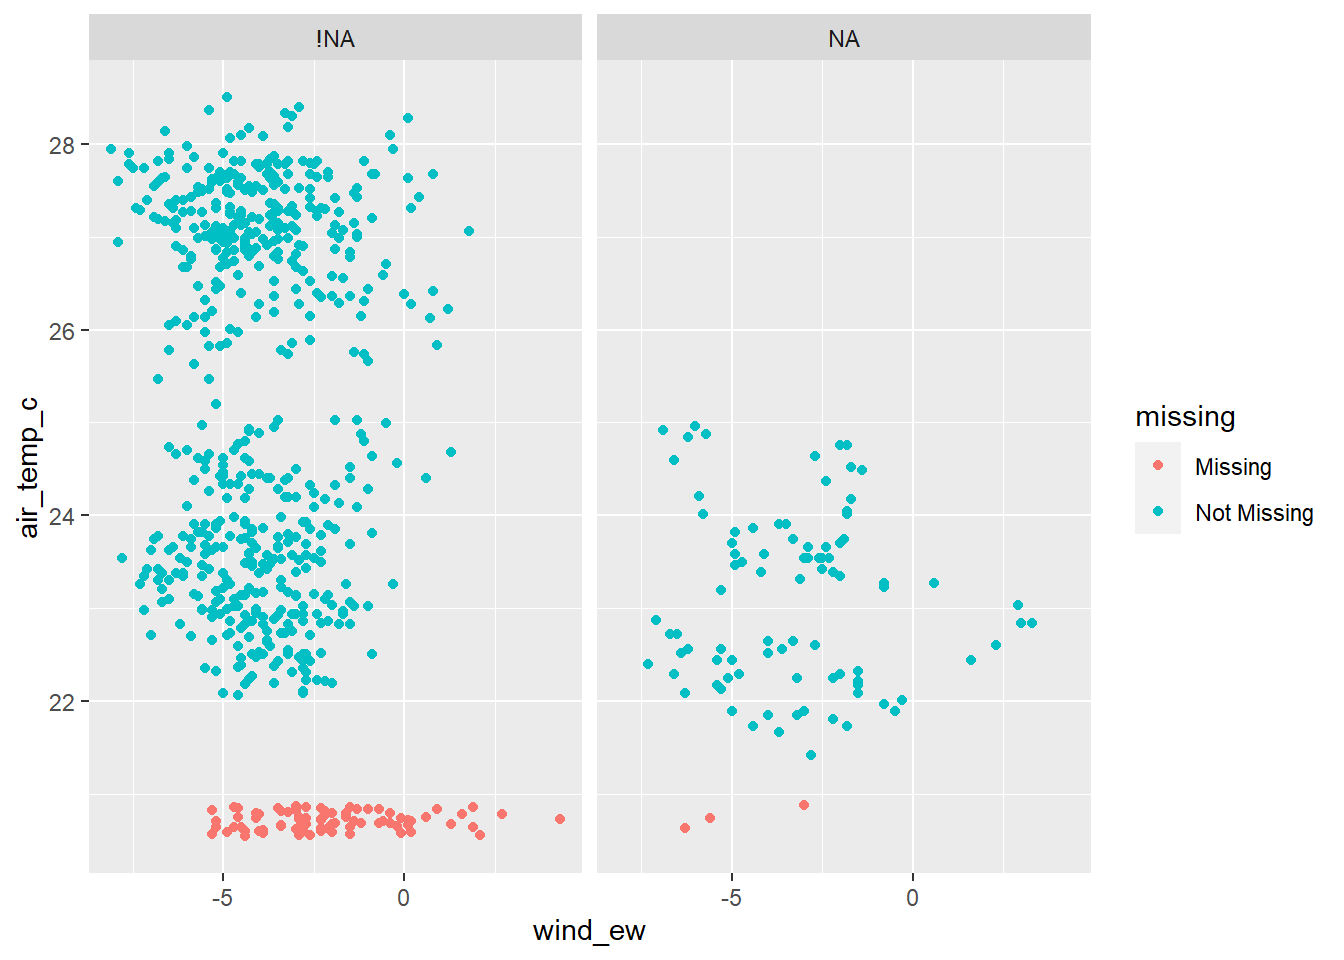 !NA
NA
28
26
24
22
air_temp_c
-5
0
-5
0
wind_ew
missing
Missing
Not Missing